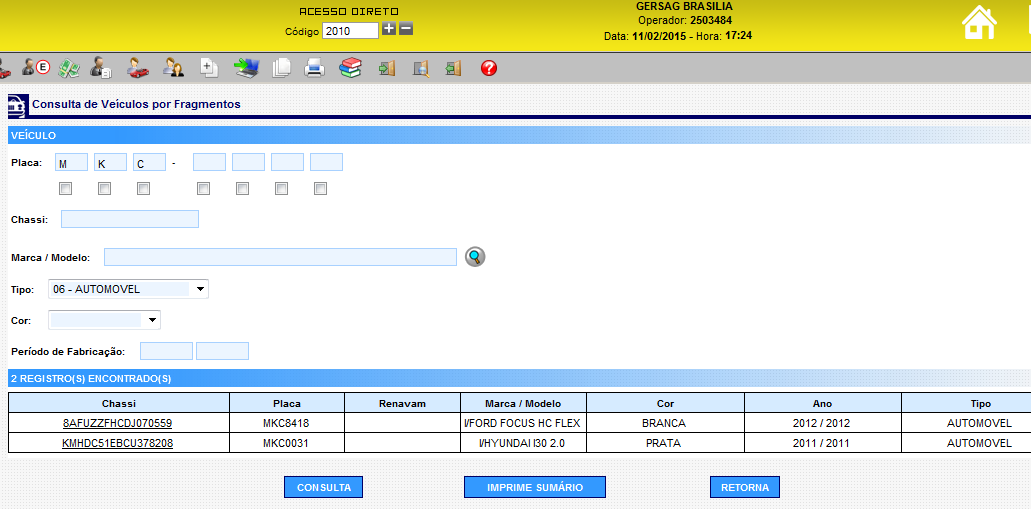 ACESSO DIRETO
Código 2010
GERSAG BRASILIA
Operador: 2503484
Data: 11/02/2015 - Hora: 17:24
E
?
Consulta de Veículos por Fragmentos
VEÍCULO
Placa: M K C -
Chassi:
Marca / Modelo:
Tipo: 06 - AUTOMOVEL
Cor:
Período de Fabricação:
2 REGISTRO(S) ENCONTRADO(S)
Chassi Placa Renavam Marca / Modelo Cor Ano Tipo
8AFUZZFHCDJ070559 MKC8418 I/FORD FOCUS HC FLEX BRANCA 2012 / 2012 AUTOMOVEL
KMHDC51EBCU378208 MKC0031 I/HYUNDAI I30 2.0 PRATA 2011 / 2011 AUTOMOVEL
CONSULTA IMPRIME SUMÁRIO RETORNA